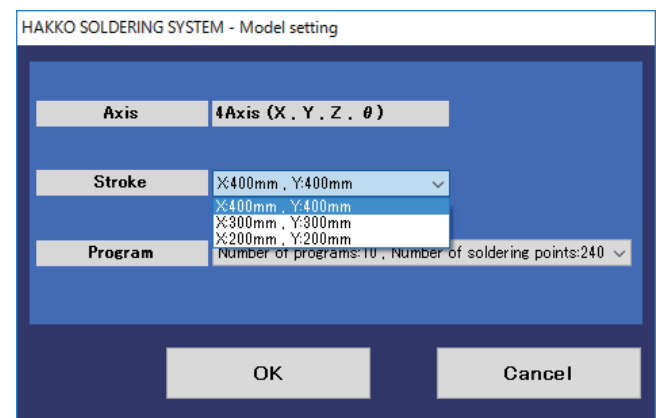 HAKKO SOLDERING SYSTEM - Model setting
Axis 4Axis (X , Y , Z , θ)
Stroke X:400mm , Y:400mm
X:400mm , Y:400mm
X:300mm , Y:300mm
X:200mm , Y:200mm
Program Number of programs:10 , Number of soldering points:240
OK Cancel